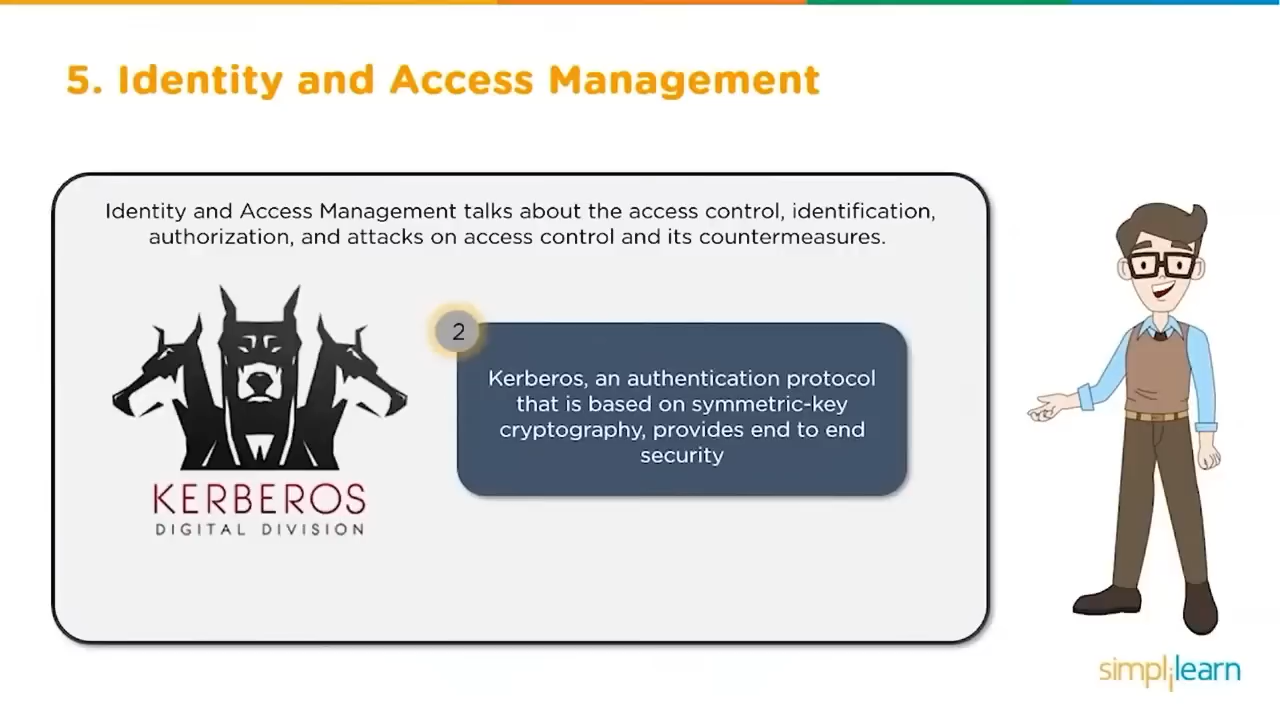 5. Identity and Access Management
Identity and Access Management talks about the access control, identification,
authorization, and attacks on access control and its countermeasures.
2
Kerberos, an authentication protocol
that is based on symmetric-key
cryptography, provides end to end
security
KERBEROS
DIGITAL DIVISION
simplilearn